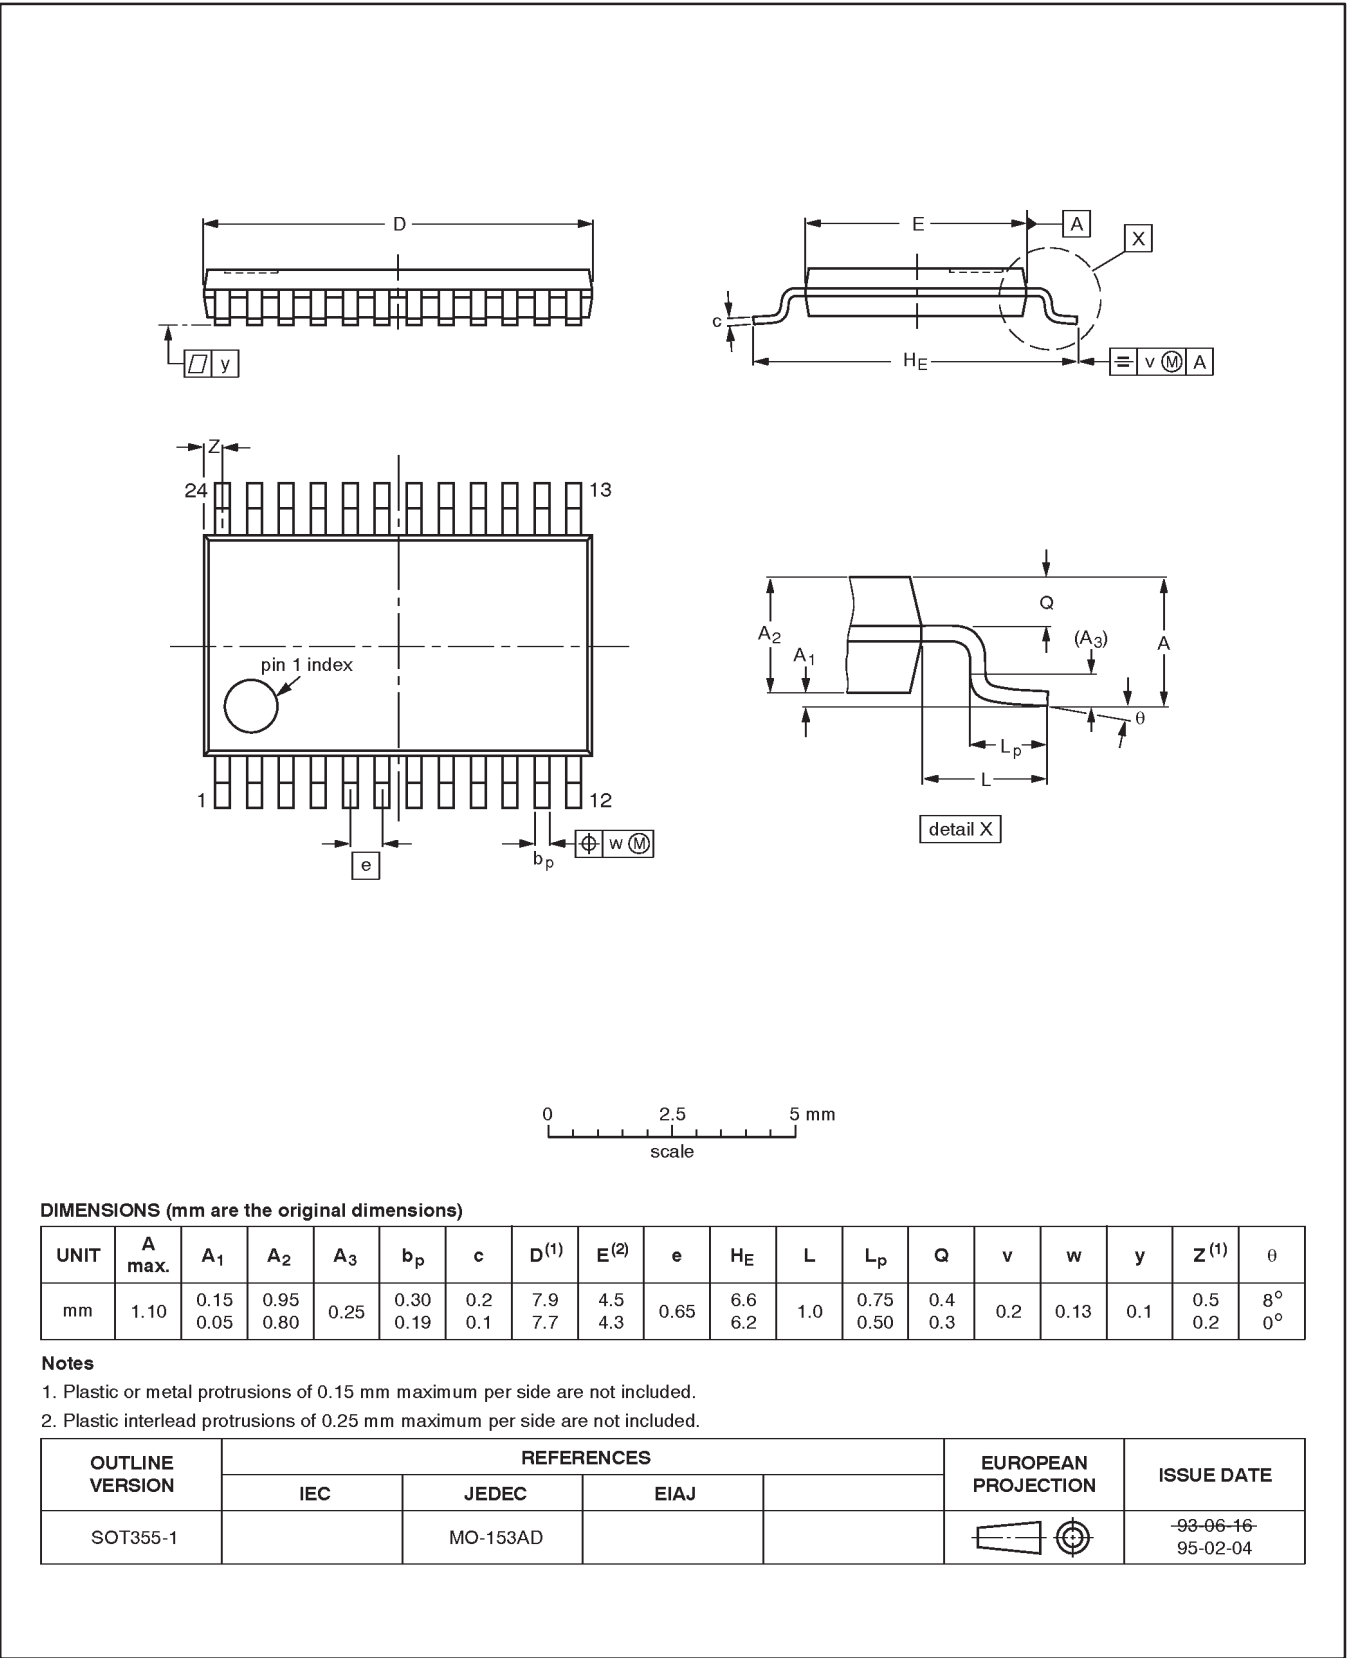 D
E
A
X
c
y
HE
v Ⓜ A
Z
24
13
pin 1 index
1
12
e
bp
w Ⓜ
Q
A2
A1
(A3)
A
θ
Lp
L
detail X
0 2.5 5 mm
scale
DIMENSIONS (mm are the original dimensions)
UNIT A max. A1 A2 A3 bp c D(1) E(2) e HE L Lp Q v w y Z(1) θ
mm 1.10 0.15 0.05 0.95 0.80 0.25 0.30 0.19 0.2 0.1 7.9 7.7 4.5 4.3 0.65 6.6 6.2 1.0 0.75 0.50 0.4 0.3 0.2 0.13 0.1 0.5 0.2 8° 0°
Notes
1. Plastic or metal protrusions of 0.15 mm maximum per side are not included.
2. Plastic interlead protrusions of 0.25 mm maximum per side are not included.
OUTLINE VERSION REFERENCES EUROPEAN PROJECTION ISSUE DATE
IEC JEDEC EIAJ
SOT355-1 MO-153AD 93-06-16
95-02-04